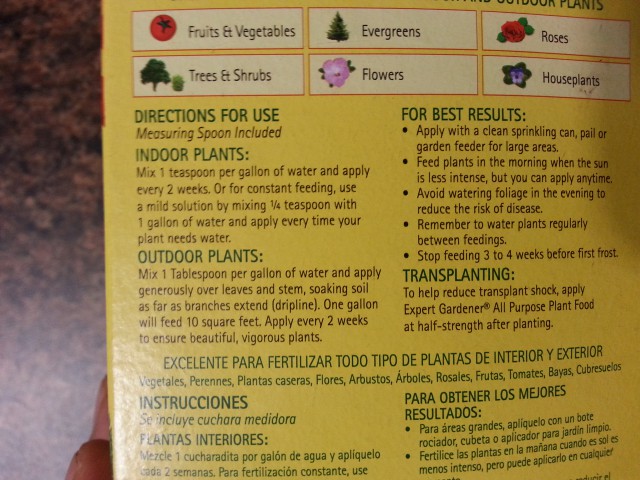 AND OUTDOOR PLANTS
Fruits & Vegetables
Evergreens
Roses
Trees & Shrubs
Flowers
Houseplants
DIRECTIONS FOR USE
Measuring Spoon Included
INDOOR PLANTS:
Mix 1 teaspoon per gallon of water and apply
every 2 weeks. Or for constant feeding, use
a mild solution by mixing ¼ teaspoon with
1 gallon of water and apply every time your
plant needs water.
OUTDOOR PLANTS:
Mix 1 Tablespoon per gallon of water and apply
generously over leaves and stem, soaking soil
as far as branches extend (dripline). One gallon
will feed 10 square feet. Apply every 2 weeks
to ensure beautiful, vigorous plants.
FOR BEST RESULTS:
• Apply with a clean sprinkling can, pail or
garden feeder for large areas.
• Feed plants in the morning when the sun
is less intense, but you can apply anytime.
• Avoid watering foliage in the evening to
reduce the risk of disease.
• Remember to water plants regularly
between feedings.
• Stop feeding 3 to 4 weeks before first frost.
TRANSPLANTING:
To help reduce transplant shock, apply
Expert Gardener® All Purpose Plant Food
at half-strength after planting.
EXCELENTE PARA FERTILIZAR TODO TIPO DE PLANTAS DE INTERIOR Y EXTERIOR
Vegetales, Perennes, Plantas caseras, Flores, Arbustos, Árboles, Rosales, Frutas, Tomates, Bayas, Cubresuelos
INSTRUCCIONES
Se incluye cuchara medidora
PLANTAS INTERIORES:
Mezcle 1 cucharadita por galón de agua y aplíquelo
cada 2 semanas. Para fertilización constante, use
PARA OBTENER LOS MEJORES
RESULTADOS:
• Para áreas grandes, aplíquelo con un bote
rociador, cubeta o aplicador para jardín limpio.
• Fertilice las plantas en la mañana cuando es sol es
menos intenso, pero puede aplicarlo en cualquier